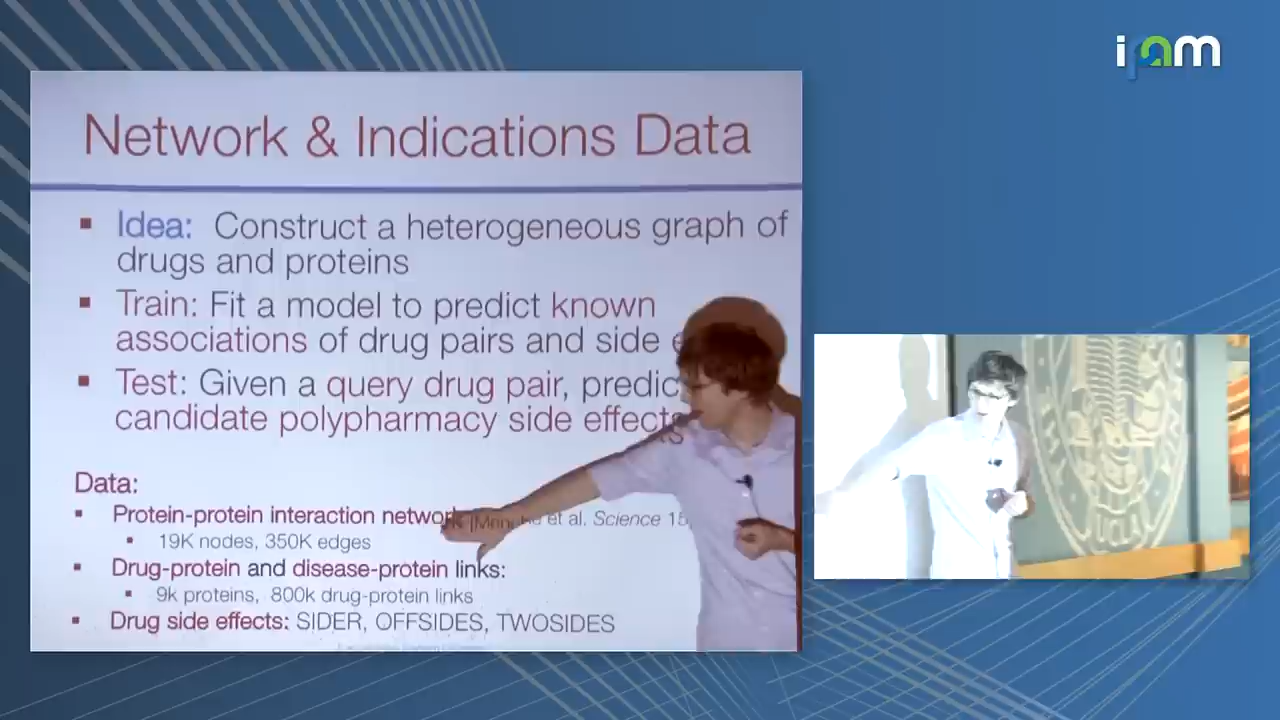 ipam
Network & Indications Data
Idea: Construct a heterogeneous graph of
drugs and proteins
Train: Fit a model to predict known
associations of drug pairs and side
Test: Given a query drug pair,
candidate polypharmacy side effects
Data:
Protein-protein interaction network et al. Science 15,
19K nodes, 350K edges
Drug-protein and disease-protein links:
9k proteins, 800k drug-protein links
Drug side effects: SIDER, OFFSIDES, TWOSIDES
UCLA